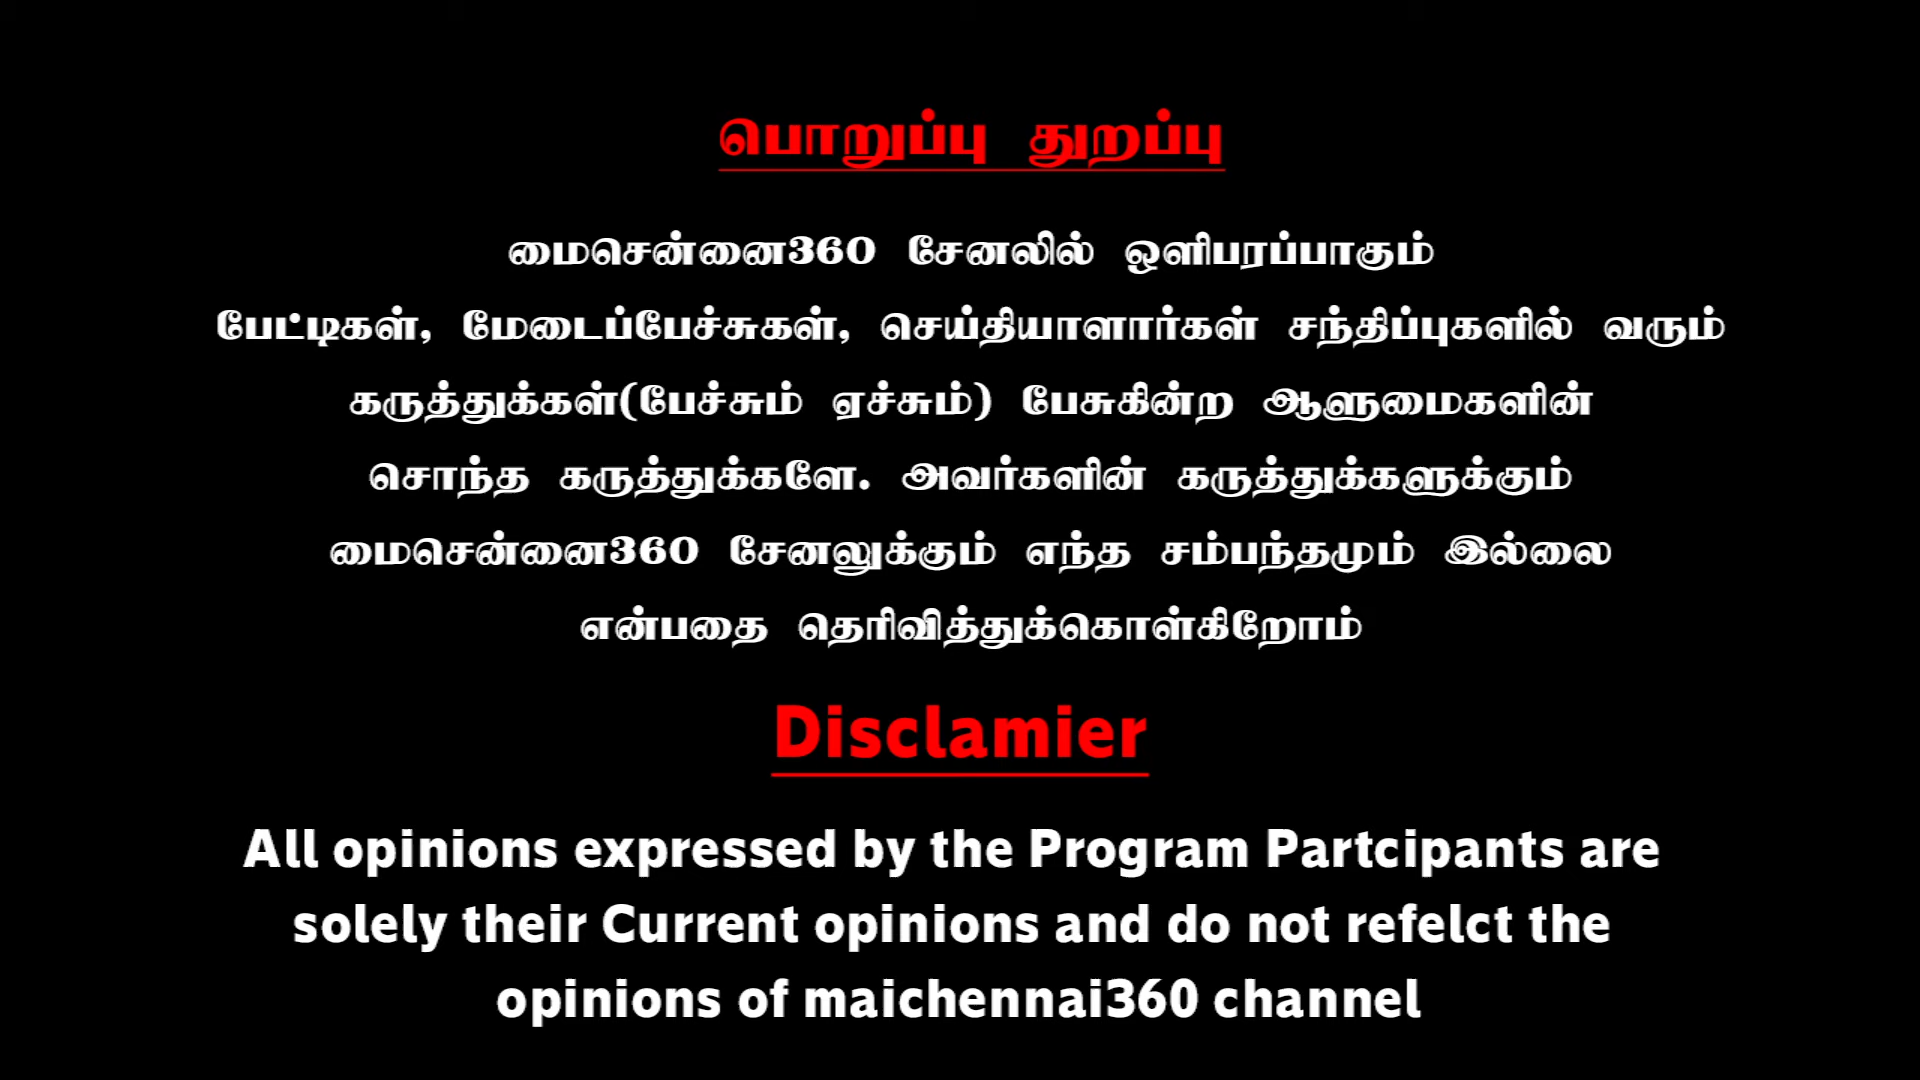 பொறுப்பு துறப்பு
மைசென்னை360 சேனலில் ஒளிபரப்பாகும்
பேட்டிகள், மேடைப்பேச்சுகள், செய்தியாளார்கள் சந்திப்புகளில் வரும்
கருத்துக்கள்(பேச்சும் ஏச்சும்) பேசுகின்ற ஆளுமைகளின்
சொந்த கருத்துக்களே. அவர்களின் கருத்துக்களுக்கும்
மைசென்னை360 சேனலுக்கும் எந்த சம்பந்தமும் இல்லை
என்பதை தெரிவித்துக்கொள்கிறோம்
Disclamier
All opinions expressed by the Program Partcipants are
solely their Current opinions and do not refelct the
opinions of maichennai360 channel